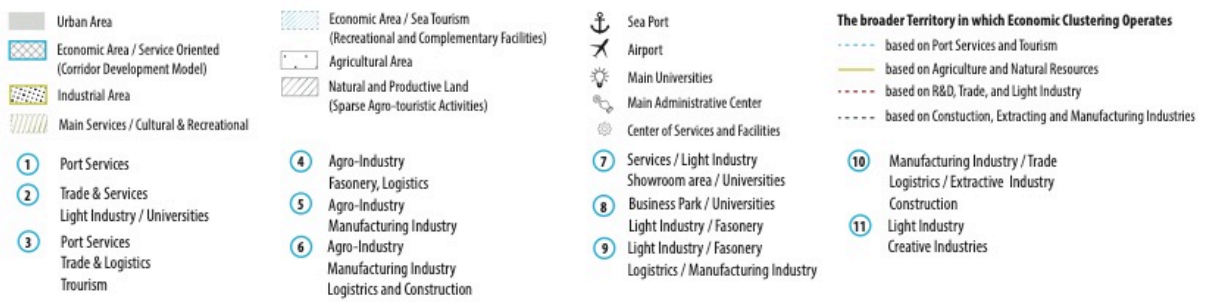 Urban Area
Economic Area / Service Oriented
(Corridor Development Model)
Industrial Area
Main Services / Cultural & Recreational
Economic Area / Sea Tourism
(Recreational and Complementary Facilities)
Agricultural Area
Natural and Productive Land
(Sparse Agro-touristic Activities)
Sea Port
Airport
Main Universities
Main Administrative Center
Center of Services and Facilities
The broader Territory in which Economic Clustering Operates
based on Port Services and Tourism
based on Agriculture and Natural Resources
based on R&D, Trade, and Light Industry
based on Constuction, Extracting and Manufacturing Industries
1 Port Services
2 Trade & Services
Light Industry / Universities
3 Port Services
Trade & Logistics
Trourism
4 Agro-Industry
Fasonery, Logistics
5 Agro-Industry
Manufacturing Industry
6 Agro-Industry
Manufacturing Industry
Logistrics and Construction
7 Services / Light Industry
Showroom area / Universities
8 Business Park / Universities
Light Industry / Fasonery
9 Light Industry / Fasonery
Logistrics / Manufacturing Industry
10 Manufacturing Industry / Trade
Logistrics / Extractive Industry
Construction
11 Light Industry
Creative Industries